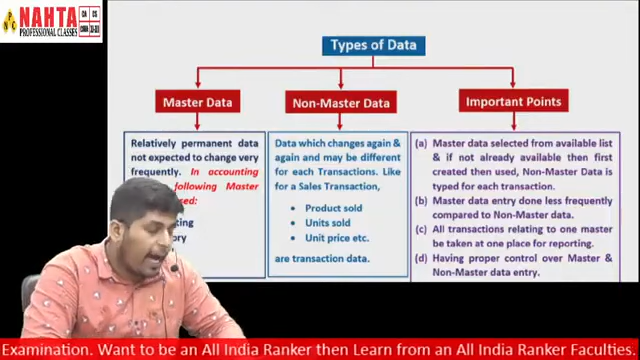 NAHTA
PROFESSIONAL CLASSES
CA
CS
CMA
XI-XII
N
P
C
Types of Data
Master Data
Non-Master Data
Important Points
Relatively permanent data
not expected to change very
frequently. In accounting
following Master
Data which changes again &
again and may be different
for each Transactions. Like
for a Sales Transaction,
• Product sold
• Units sold
• Unit price etc.
are transaction data.
(a) Master data selected from available list
& if not already available then first
created then used, Non-Master Data is
typed for each transaction.
(b) Master data entry done less frequently
compared to Non-Master data.
(c) All transactions relating to one master
be taken at one place for reporting.
(d) Having proper control over Master &
Non-Master data entry.
Examination. Want to be an All India Ranker then Learn from an All India Ranker Faculties.